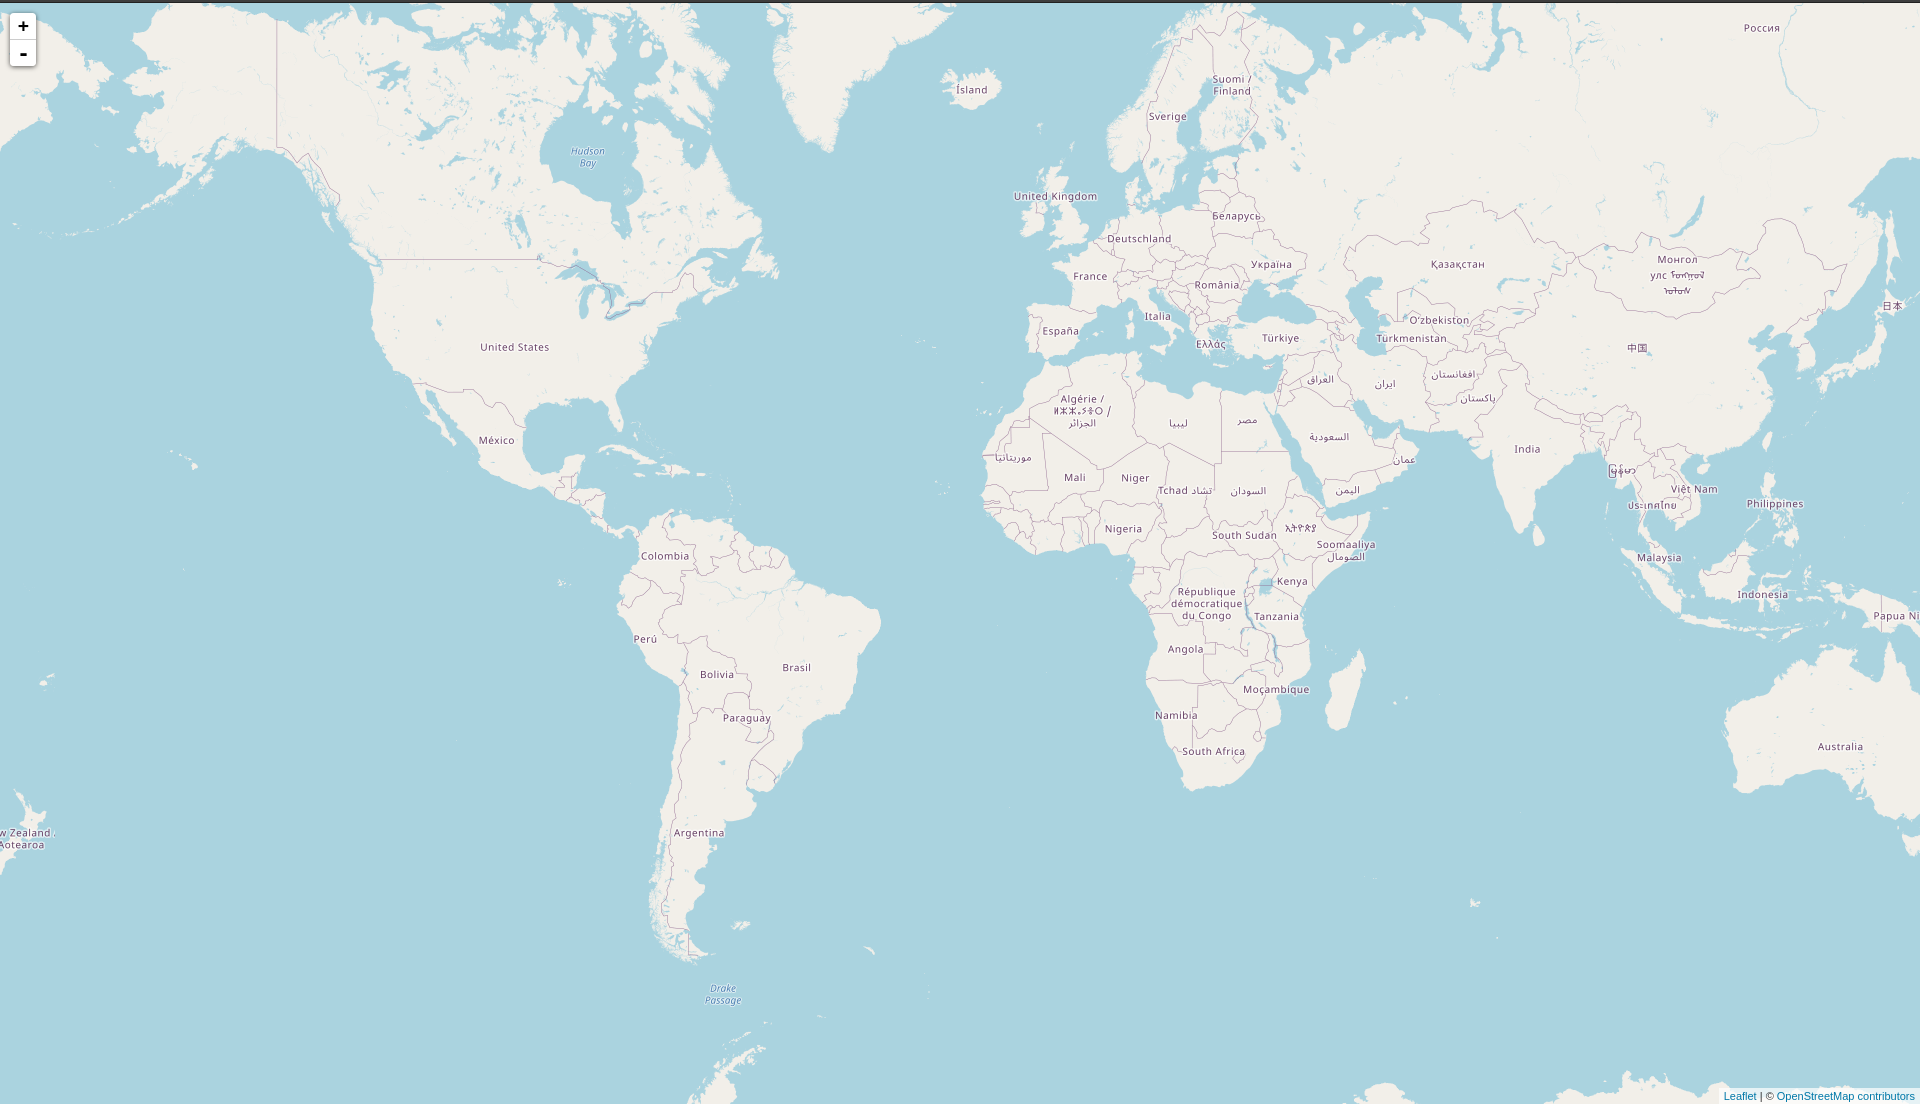 +
-
Россия
Ísland
Suomi /
Finland
Sverige
Hudson
Bay
United Kingdom
Беларусь
Deutschland
Україна
France
România
Қазақстан
Монгол
улс
日本
Italia
España
Ελλάς
Türkiye
Oʻzbekiston
Türkmenistan
United States
中国
افغانستان
العراق
ایران
پاکستان
Algérie /
ⵍⵣⵣⴰⵢⴻⵔ /
الجزائر
ليبيا
مصر
السعودية
México
India
موريتانيا
عمان
မြန်မာ
Mali
Niger
Tchad تشاد
السودان
اليمن
Việt Nam
ประเทศไทย
Philippines
Nigeria
South Sudan
ኢትዮጵያ
Soomaaliya
الصومال
Colombia
Malaysia
Kenya
République
démocratique
du Congo
Indonesia
Tanzania
Papua Ni
Perú
Angola
Brasil
Bolivia
Moçambique
Namibia
Paraguay
South Africa
Australia
w Zealand
Aotearoa
Argentina
Drake
Passage
Leaflet | © OpenStreetMap contributors